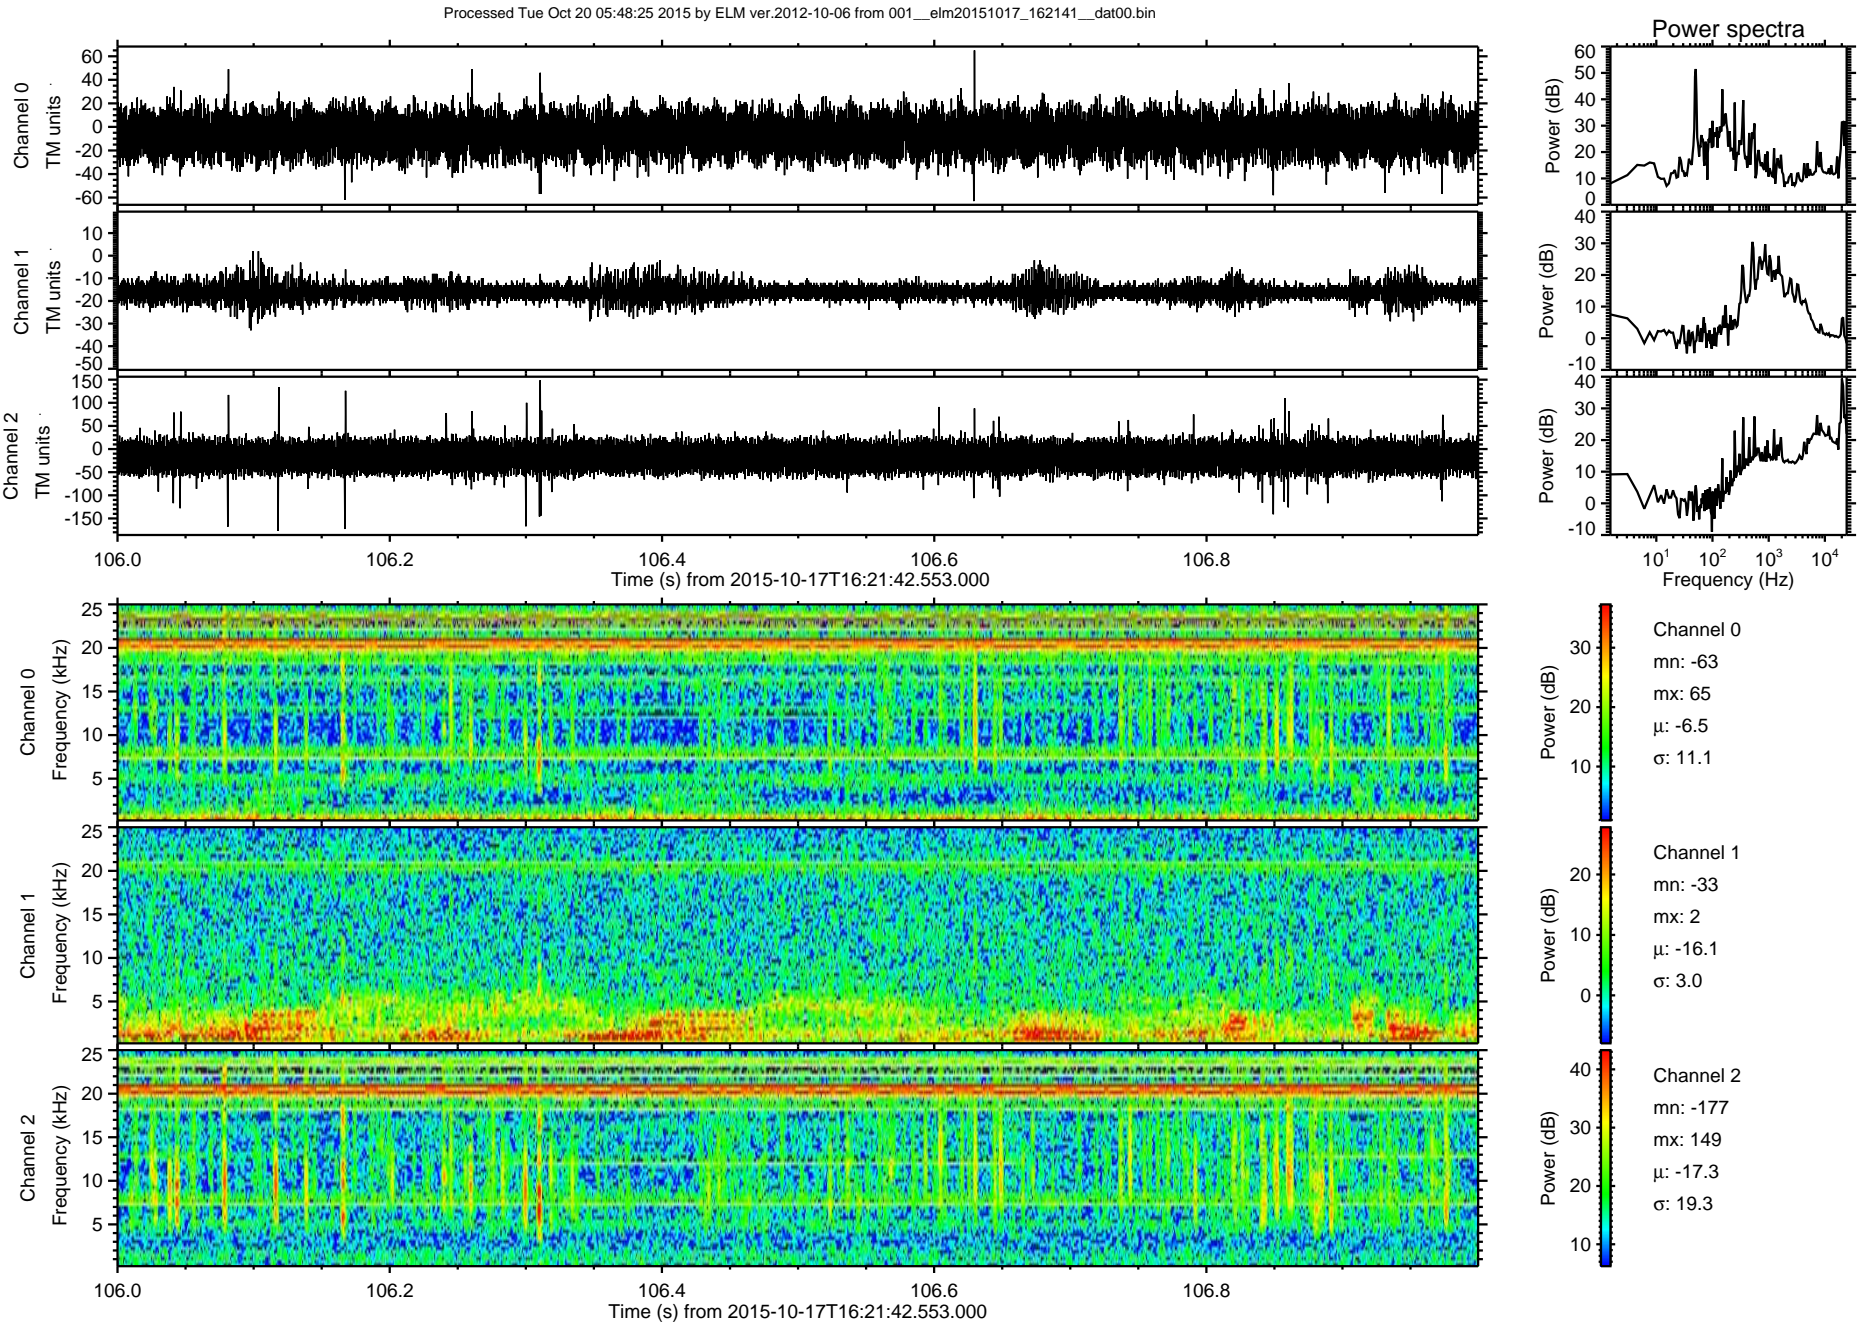 Processed Tue Oct 20 05:48:25 2015 by ELM ver.2012-10-06 from 001__elm20151017_162141__dat00.bin
Power spectra
Channel 0
TM units
60
40
20
0
-20
-40
-60
Power (dB)
60
50
40
30
20
10
0
Channel 1
TM units
10
0
-10
-20
-30
-40
-50
Power (dB)
40
30
20
10
0
-10
Channel 2
TM units
150
100
50
0
-50
-100
-150
Power (dB)
40
30
20
10
0
-10
106.0 106.2 106.4 106.6 106.8
Time (s) from 2015-10-17T16:21:42.553.000
10^1 10^2 10^3 10^4
Frequency (Hz)
Channel 0
Frequency (kHz)
25
20
15
10
5
Power (dB)
30
20
10
Channel 0
mn: -63
mx: 65
µ: -6.5
σ: 11.1
Channel 1
Frequency (kHz)
25
20
15
10
5
Power (dB)
20
10
0
Channel 1
mn: -33
mx: 2
µ: -16.1
σ: 3.0
Channel 2
Frequency (kHz)
25
20
15
10
5
Power (dB)
40
30
20
10
Channel 2
mn: -177
mx: 149
µ: -17.3
σ: 19.3
106.0 106.2 106.4 106.6 106.8
Time (s) from 2015-10-17T16:21:42.553.000